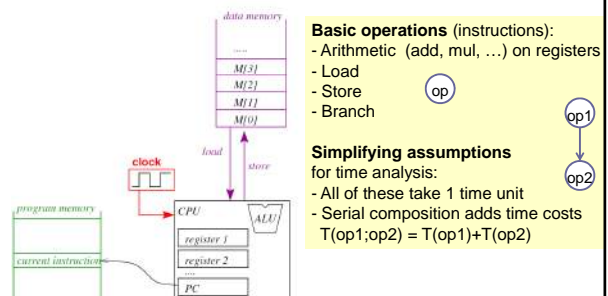 data memory
.....
M[3]
M[2]
M[1]
M[0]
load
store
clock
CPU
ALU
register 1
register 2
....
PC
program memory
current instruction
Basic operations (instructions):
- Arithmetic (add, mul, …) on registers
- Load
- Store
- Branch
op
op1
op2
Simplifying assumptions
for time analysis:
- All of these take 1 time unit
- Serial composition adds time costs
T(op1;op2) = T(op1)+T(op2)